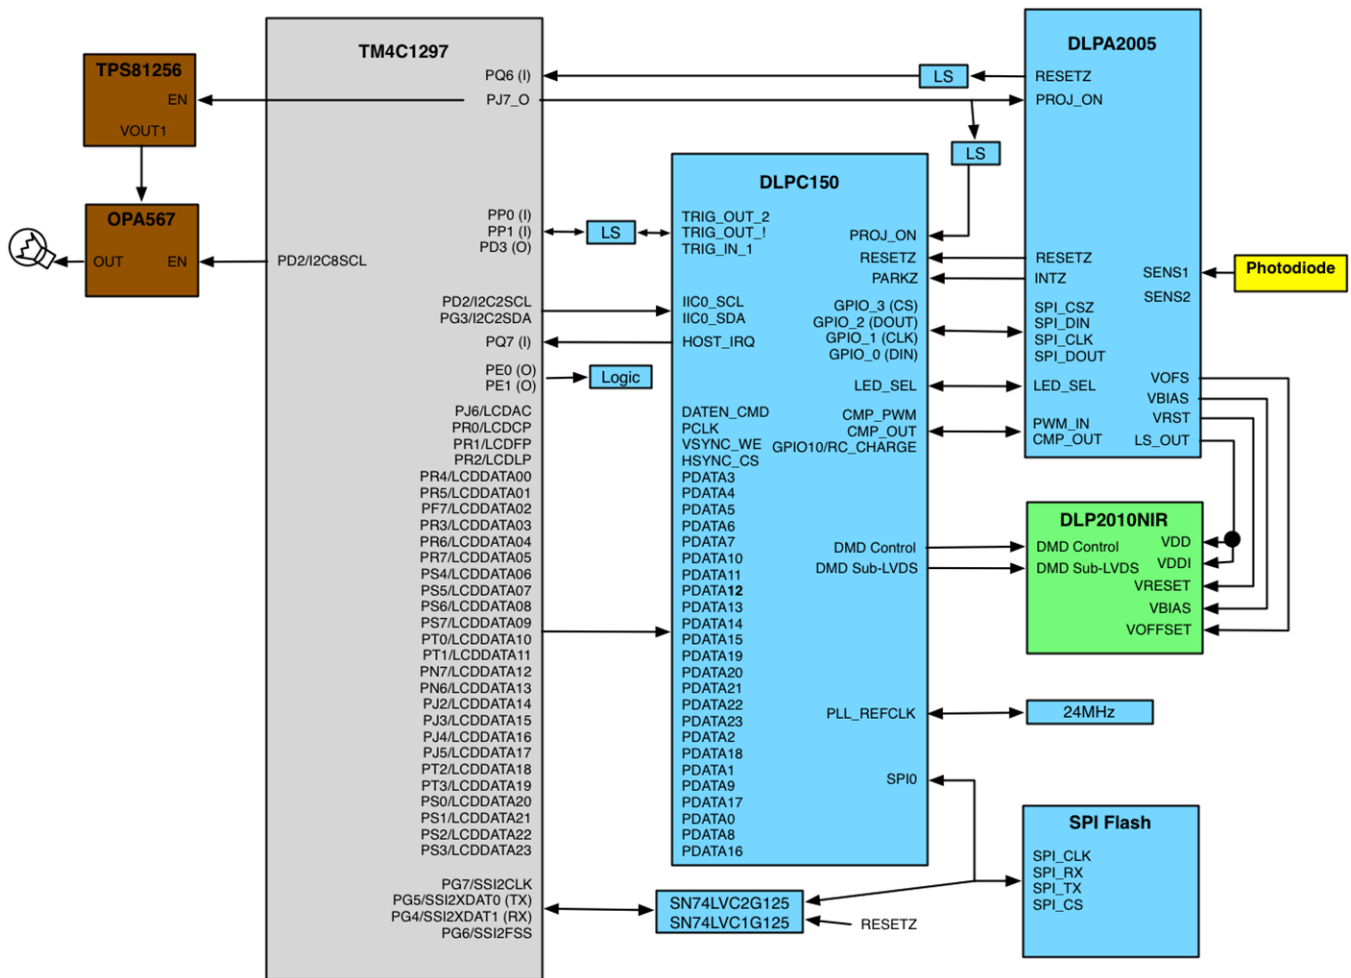 TPS81256
EN
VOUT1
OPA567
OUT
EN
TM4C1297
PQ6 (I)
PJ7_O
PP0 (I)
PP1 (I)
PD3 (O)
PD2/I2C8SCL
PD2/I2C2SCL
PG3/I2C2SDA
PQ7 (I)
PE0 (O)
PE1 (O)
PJ6/LCDAC
PR0/LCDCP
PR1/LCDFP
PR2/LCDLP
PR4/LCDDATA00
PR5/LCDDATA01
PF7/LCDDATA02
PR3/LCDDATA03
PR6/LCDDATA04
PR7/LCDDATA05
PS4/LCDDATA06
PS5/LCDDATA07
PS6/LCDDATA08
PS7/LCDDATA09
PT0/LCDDATA10
PT1/LCDDATA11
PN7/LCDDATA12
PN6/LCDDATA13
PJ2/LCDDATA14
PJ3/LCDDATA15
PJ4/LCDDATA16
PJ5/LCDDATA17
PT2/LCDDATA18
PT3/LCDDATA19
PS0/LCDDATA20
PS1/LCDDATA21
PS2/LCDDATA22
PS3/LCDDATA23
PG7/SSI2CLK
PG5/SSI2XDAT0 (TX)
PG4/SSI2XDAT1 (RX)
PG6/SSI2FSS
LS
LS
LS
Logic
DLPC150
TRIG_OUT_2
TRIG_OUT_!
TRIG_IN_1
IIC0_SCL
IIC0_SDA
HOST_IRQ
DATEN_CMD
PCLK
VSYNC_WE
HSYNC_CS
PDATA3
PDATA4
PDATA5
PDATA6
PDATA7
PDATA10
PDATA11
PDATA12
PDATA13
PDATA14
PDATA15
PDATA19
PDATA20
PDATA21
PDATA22
PDATA23
PDATA2
PDATA18
PDATA1
PDATA9
PDATA17
PDATA0
PDATA8
PDATA16
PROJ_ON
RESETZ
PARKZ
GPIO_3 (CS)
GPIO_2 (DOUT)
GPIO_1 (CLK)
GPIO_0 (DIN)
LED_SEL
CMP_PWM
CMP_OUT
GPIO10/RC_CHARGE
DMD Control
DMD Sub-LVDS
PLL_REFCLK
SPI0
SN74LVC2G125
SN74LVC1G125
RESETZ
DLPA2005
RESETZ
PROJ_ON
RESETZ
INTZ
SPI_CSZ
SPI_DIN
SPI_CLK
SPI_DOUT
LED_SEL
PWM_IN
CMP_OUT
SENS1
SENS2
VOFS
VBIAS
VRST
LS_OUT
Photodiode
DLP2010NIR
DMD Control
DMD Sub-LVDS
VDD
VDDI
VRESET
VBIAS
VOFFSET
24MHz
SPI Flash
SPI_CLK
SPI_RX
SPI_TX
SPI_CS